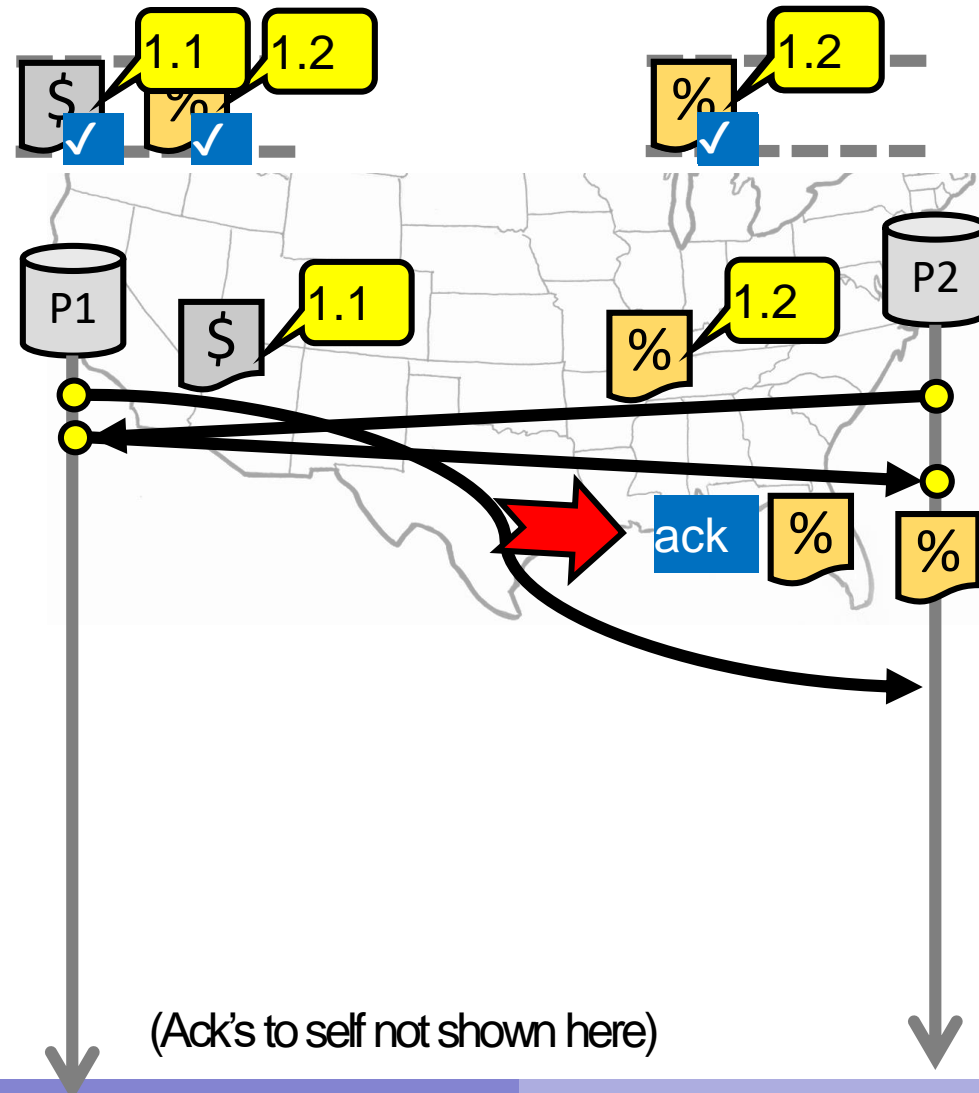 1.1 1.2 1.2
$ % %
✓ ✓ ✓
P1 P2
$ 1.1 % 1.2
ack % %
(Ack's to self not shown here)